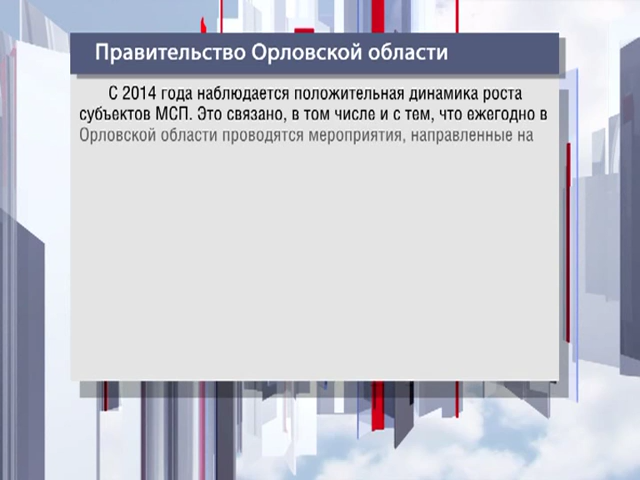 Правительство Орловской области
С 2014 года наблюдается положительная динамика роста
субъектов МСП. Это связано, в том числе и с тем, что ежегодно в
Орловской области проводятся мероприятия, направленные на